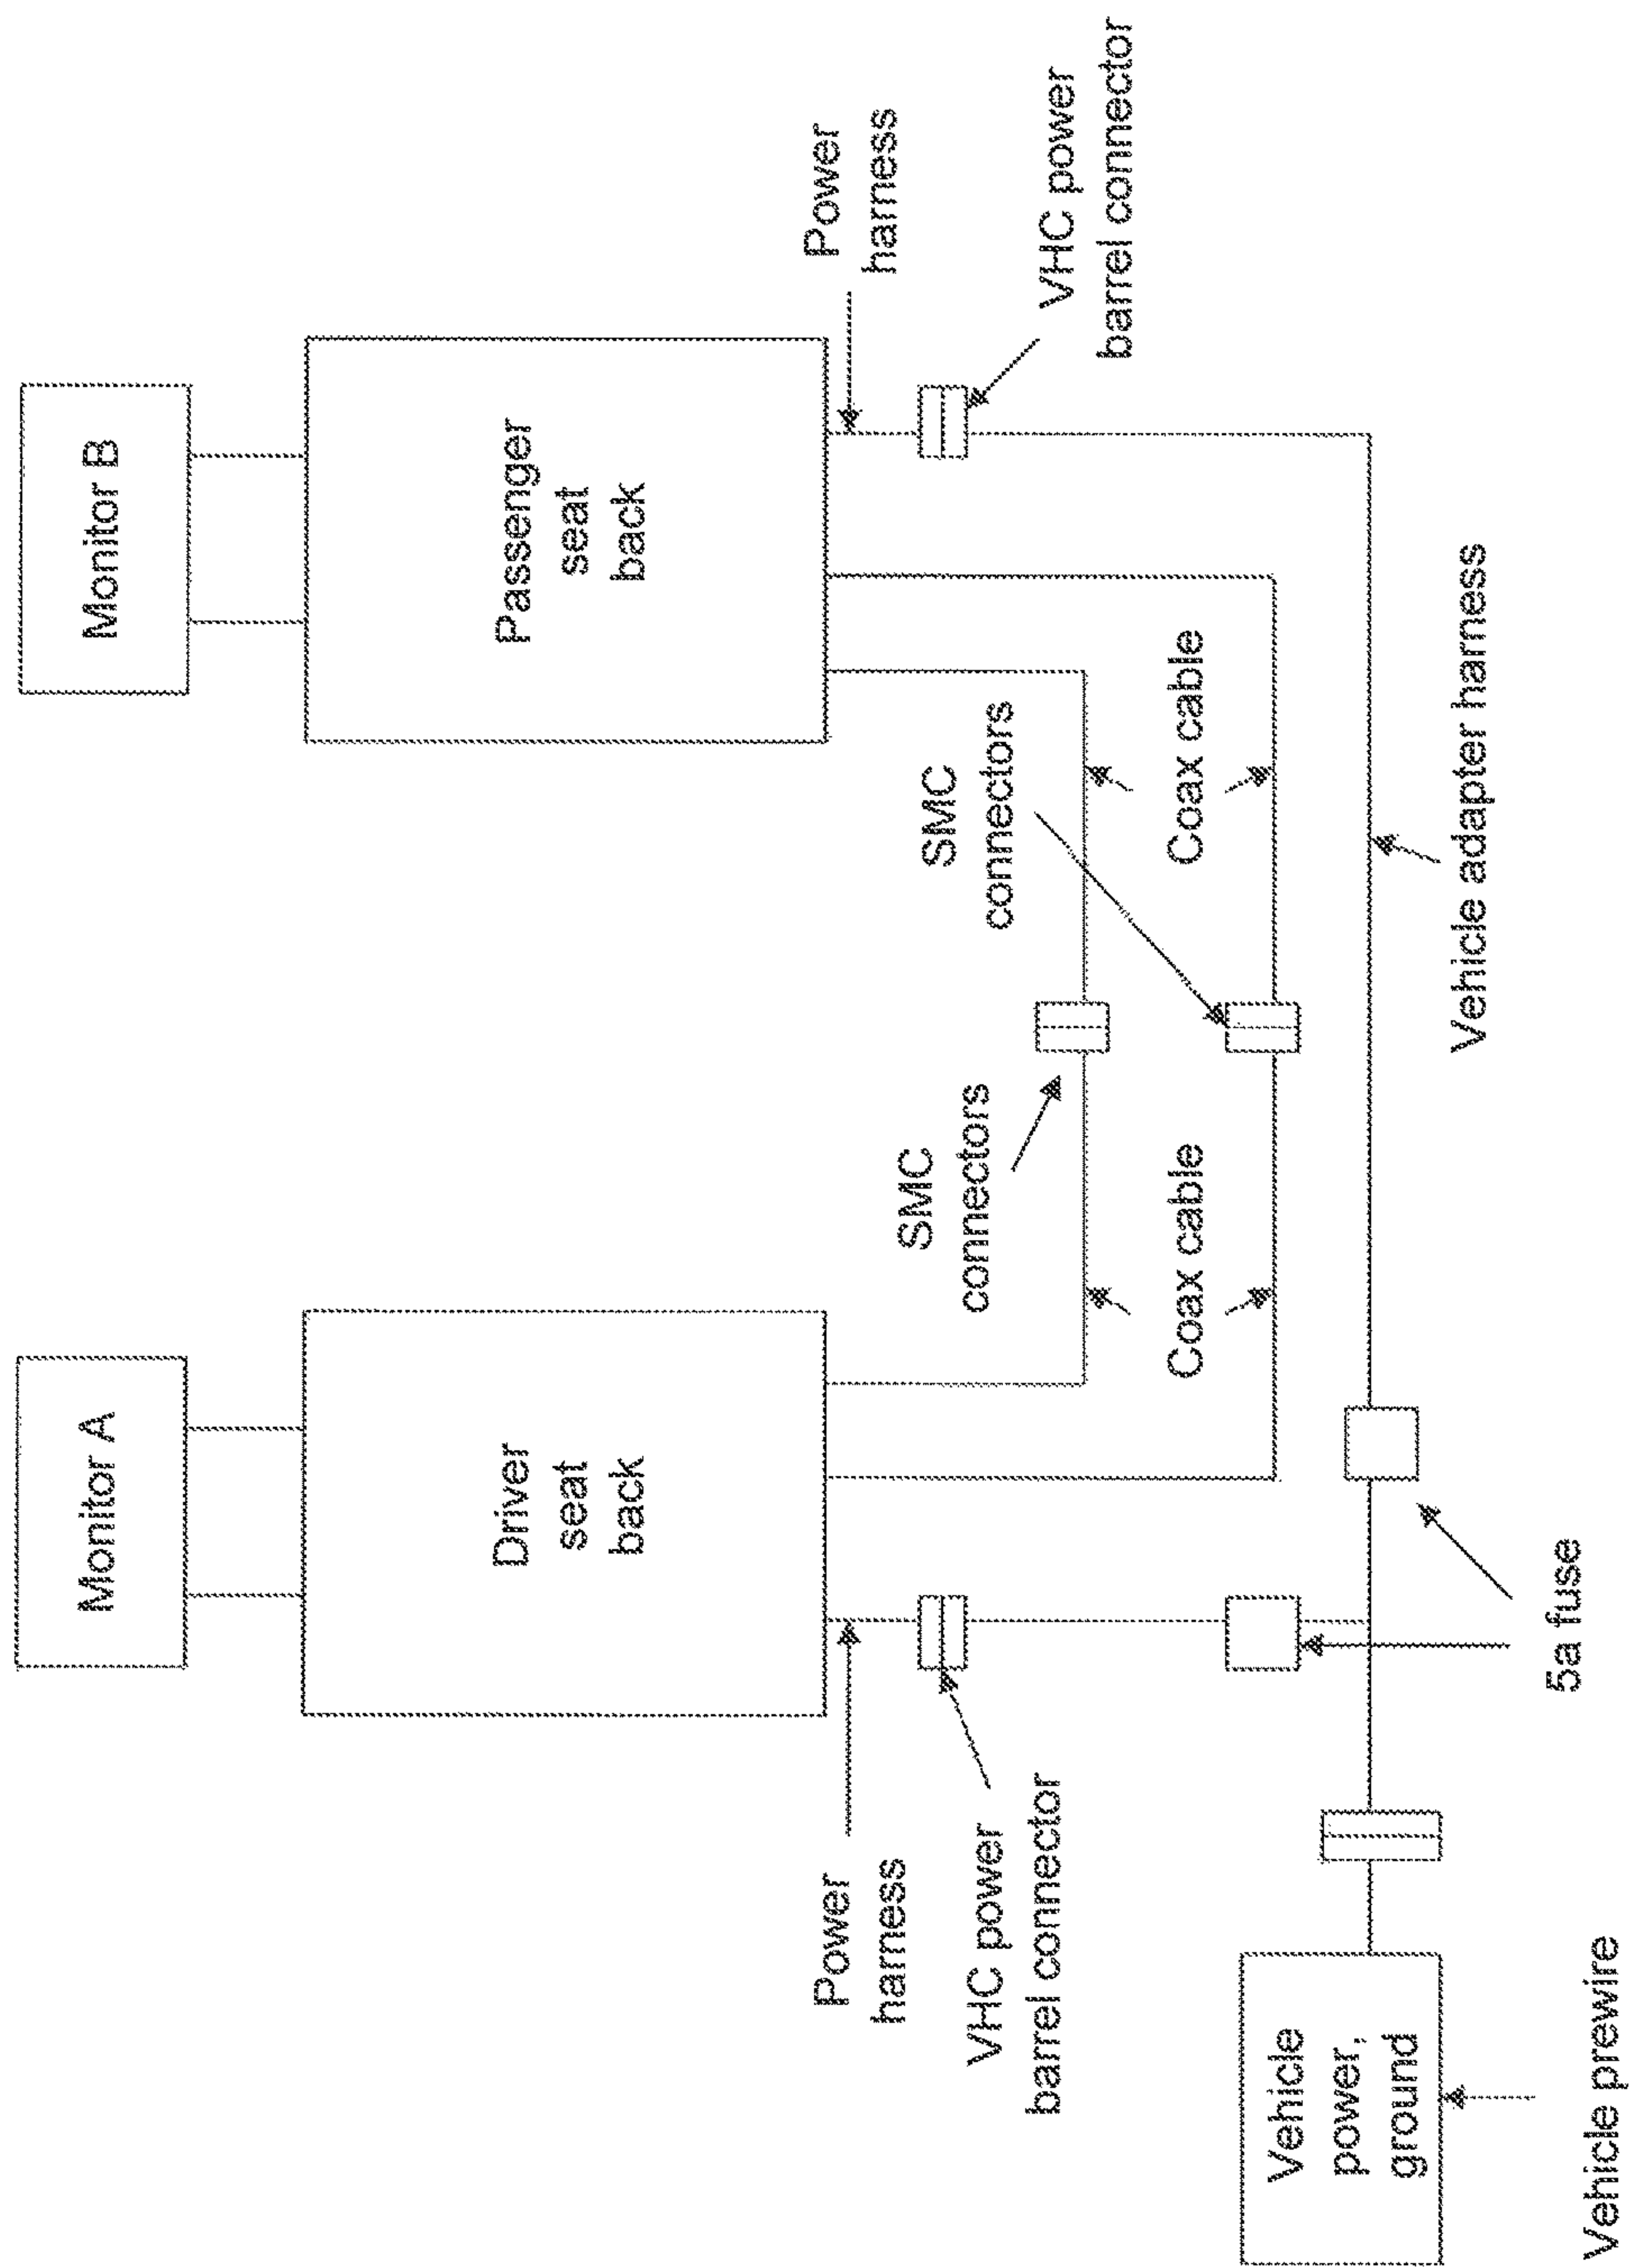 Monitor A
Monitor B
Driver
seat
back
Passenger
seat
back
Power
harness
VHC power
barrel connector
SMC
connectors
SMC
connectors
Power
harness
VHC power
barrel connector
Coax cable
Coax cable
Vehicle
power,
ground
Vehicle adapter harness
5a fuse
Vehicle prewire